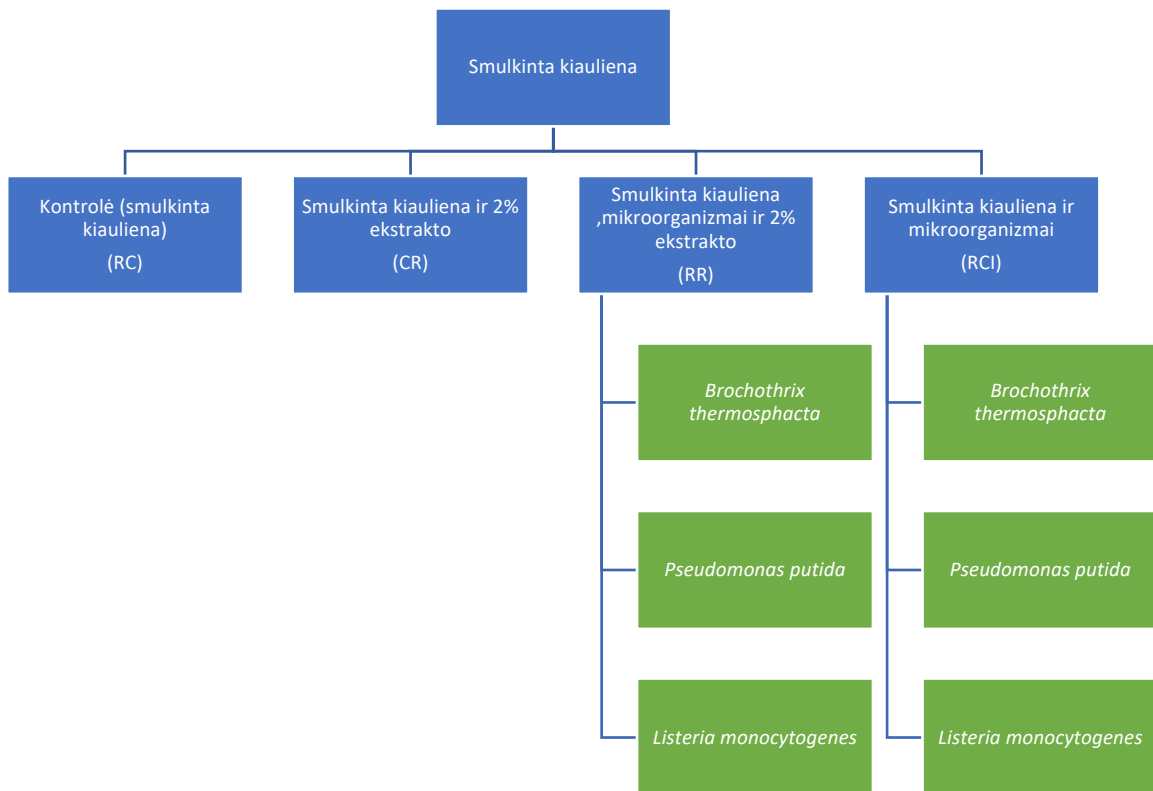 Smulkinta kiauliena
Kontrolė (smulkinta
kiauliena)
(RC)
Smulkinta kiauliena ir 2%
ekstrakto
(CR)
Smulkinta kiauliena
,mikroorganizmai ir 2%
ekstrakto
(RR)
Smulkinta kiauliena ir
mikroorganizmai
(RCI)
Brochothrix
thermosphacta
Pseudomonas putida
Listeria monocytogenes
Brochothrix
thermosphacta
Pseudomonas putida
Listeria monocytogenes